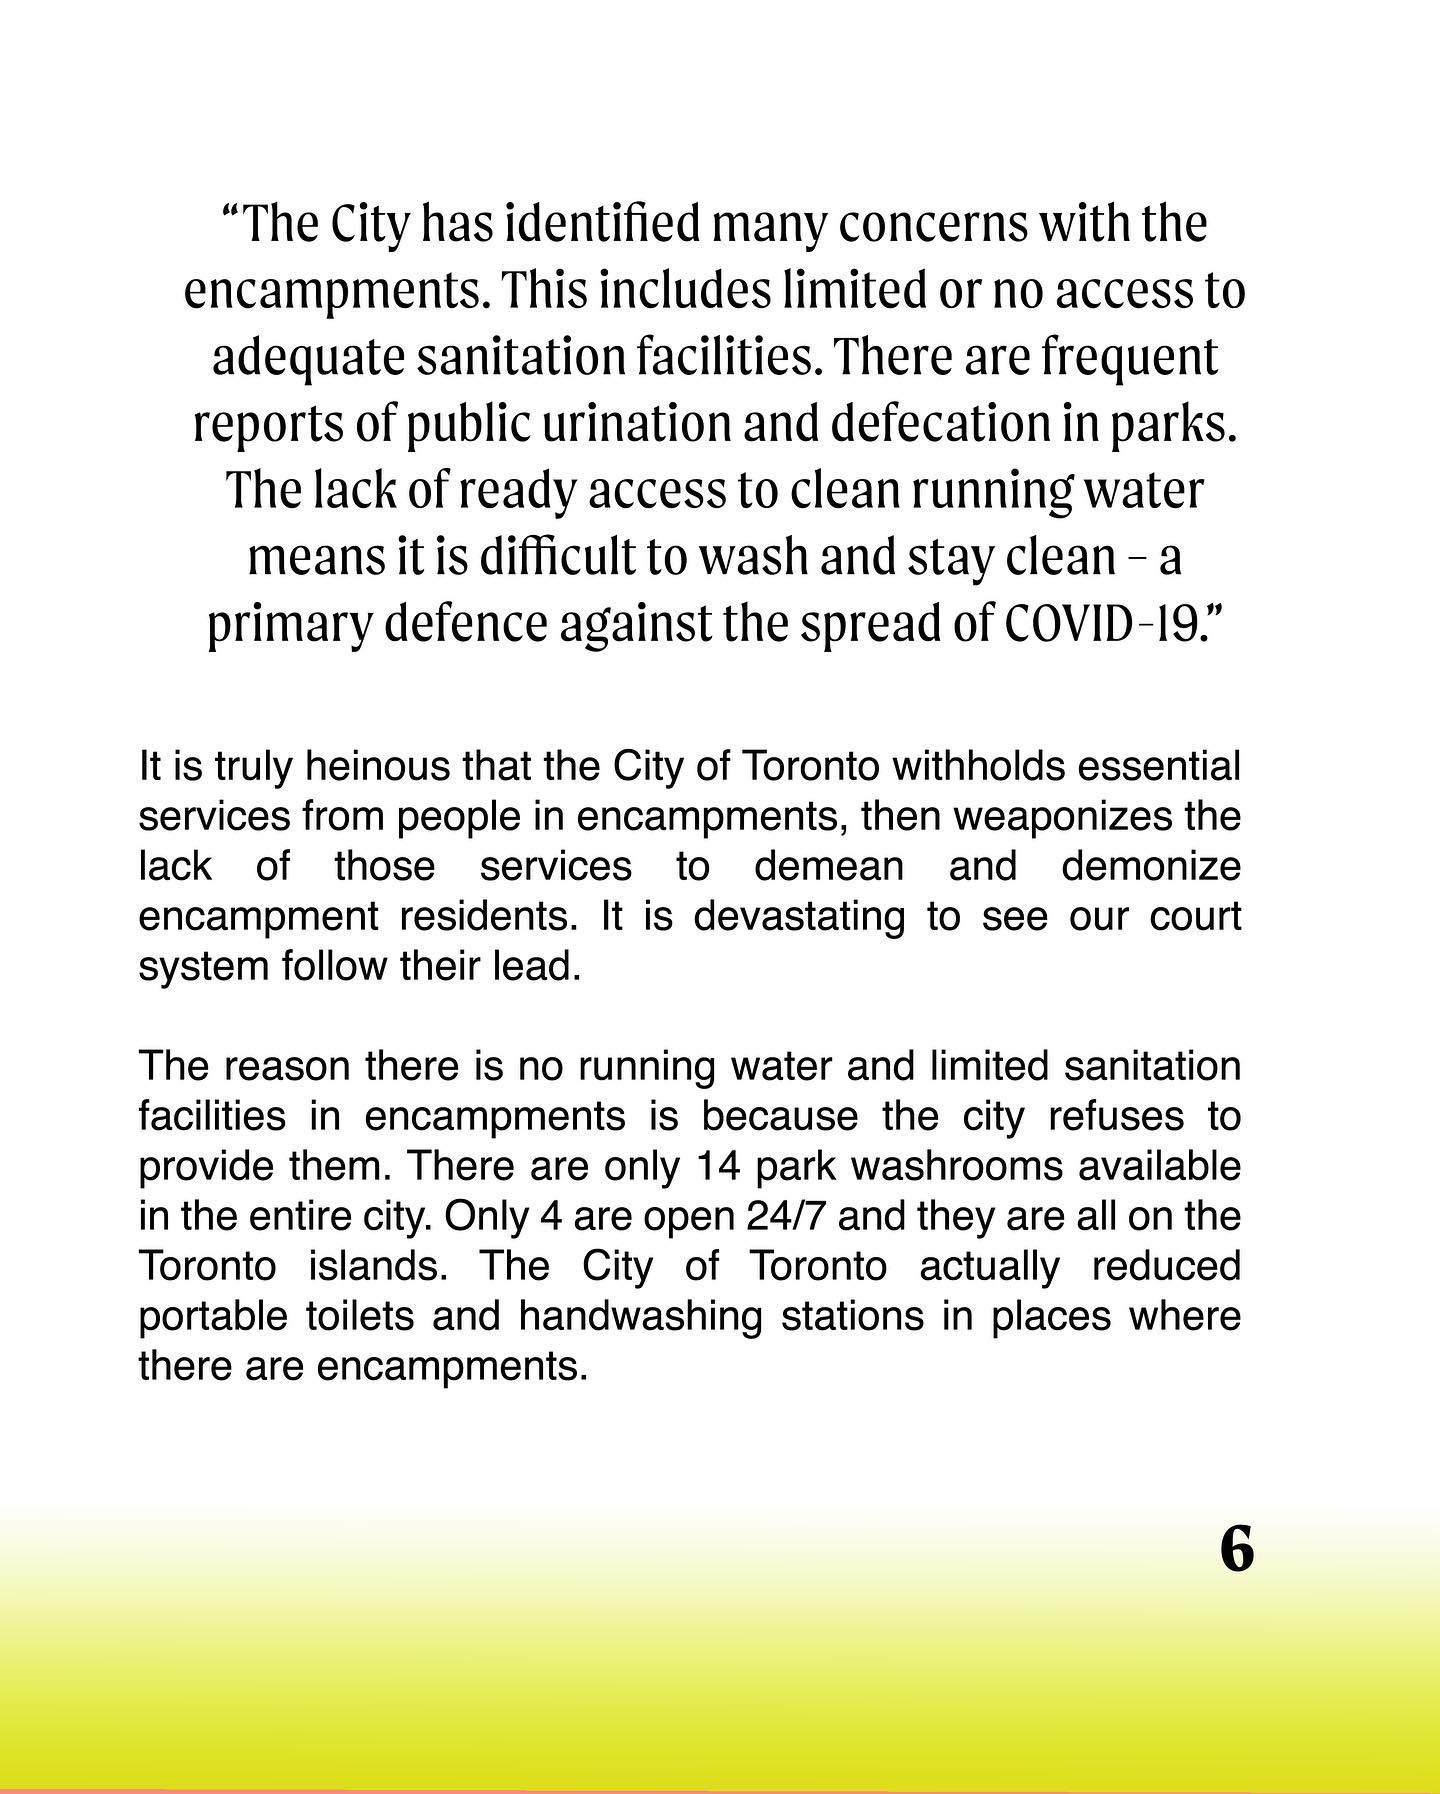 “The City has identified many concerns with the
encampments. This includes limited or no access to
adequate sanitation facilities. There are frequent
reports of public urination and defecation in parks.
The lack of ready access to clean running water
means it is difficult to wash and stay clean – a
primary defence against the spread of COVID-19.”
It is truly heinous that the City of Toronto withholds essential
services from people in encampments, then weaponizes the
lack of those services to demean and demonize
encampment residents. It is devastating to see our court
system follow their lead.
The reason there is no running water and limited sanitation
facilities in encampments is because the city refuses to
provide them. There are only 14 park washrooms available
in the entire city. Only 4 are open 24/7 and they are all on the
Toronto islands. The City of Toronto actually reduced
portable toilets and handwashing stations in places where
there are encampments.
6